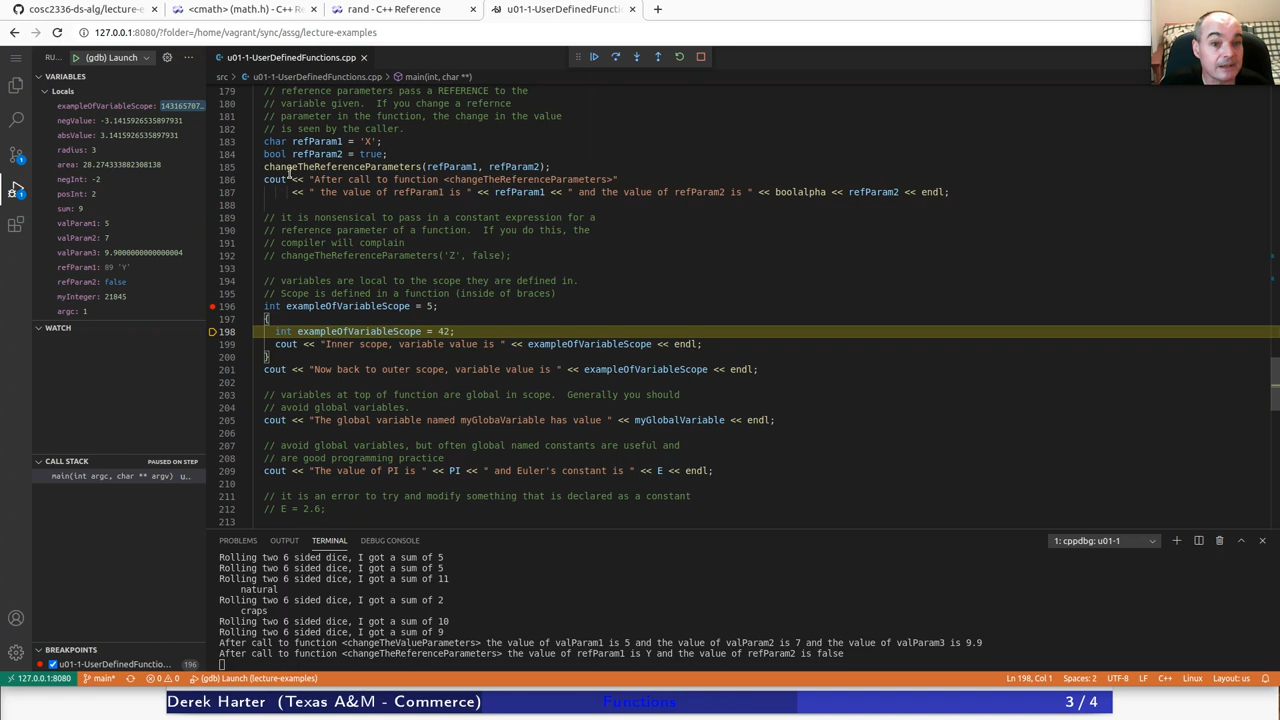 cosc2336-ds-alg/lecture-e
<cmath> (math.h) - C++ R
rand - C++ Reference
u01-1-UserDefinedFuncti
127.0.0.1:8080/?folder=/home/vagrant/sync/assg/lecture-examples
RU...
(gdb) Launch
u01-1-UserDefinedFunctions.cpp
VARIABLES
src > u01-1-UserDefinedFunctions.cpp > main(int, char **)
Locals
exampleOfVariableScope: 143165707...
negValue: -3.1415926535897931
absValue: 3.1415926535897931
radius: 3
area: 28.274333882308138
negInt: -2
posInt: 2
sum: 9
valParam1: 5
valParam2: 7
valParam3: 9.9000000000000004
refParam1: 89 'Y'
refParam2: false
myInteger: 21845
argc: 1
WATCH
CALL STACK
PAUSED ON STEP
main(int argc, char ** argv) u..
BREAKPOINTS
u01-1-UserDefinedFunctio... 196
179 // reference parameters pass a REFERENCE to the
180 // variable given.  If you change a refernce
181 // parameter in the function, the change in the value
182 // is seen by the caller.
183 char refParam1 = 'X';
184 bool refParam2 = true;
185 changeTheReferenceParameters(refParam1, refParam2);
186 cout << "After call to function <changeTheReferenceParameters>"
187 << " the value of refParam1 is " << refParam1 << " and the value of refParam2 is " << boolalpha << refParam2 << endl;
188
189 // it is nonsensical to pass in a constant expression for a
190 // reference parameter of a function.  If you do this, the
191 // compiler will complain
192 // changeTheReferenceParameters('Z', false);
193
194 // variables are local to the scope they are defined in.
195 // Scope is defined in a function (inside of braces)
196 int exampleOfVariableScope = 5;
197 {
198 int exampleOfVariableScope = 42;
199 cout << "Inner scope, variable value is " << exampleOfVariableScope << endl;
200 }
201 cout << "Now back to outer scope, variable value is " << exampleOfVariableScope << endl;
202
203 // variables at top of function are global in scope.  Generally you should
204 // avoid global variables.
205 cout << "The global variable named myGlobaVariable has value " << myGlobalVariable << endl;
206
207 // avoid global variables, but often global named constants are useful and
208 // are good programming practice
209 cout << "The value of PI is " << PI << " and Euler's constant is " << E << endl;
210
211 // it is an error to try and modify something that is declared as a constant
212 // E = 2.6;
213
PROBLEMS OUTPUT TERMINAL DEBUG CONSOLE
1: cppdbg: u01-1
Rolling two 6 sided dice, I got a sum of 5
Rolling two 6 sided dice, I got a sum of 5
Rolling two 6 sided dice, I got a sum of 11
natural
Rolling two 6 sided dice, I got a sum of 2
craps
Rolling two 6 sided dice, I got a sum of 10
Rolling two 6 sided dice, I got a sum of 9
After call to function <changeTheValueParameters> the value of valParam1 is 5 and the value of valParam2 is 7 and the value of valParam3 is 9.9
After call to function <changeTheReferenceParameters> the value of refParam1 is Y and the value of refParam2 is false
127.0.0.1:8080 main* 0 0 (gdb) Launch (lecture-examples)
Ln 198, Col 1 Spaces: 2 UTF-8 LF C++ Linux Layout: us
Derek Harter (Texas A&M - Commerce) Functions 3 / 4